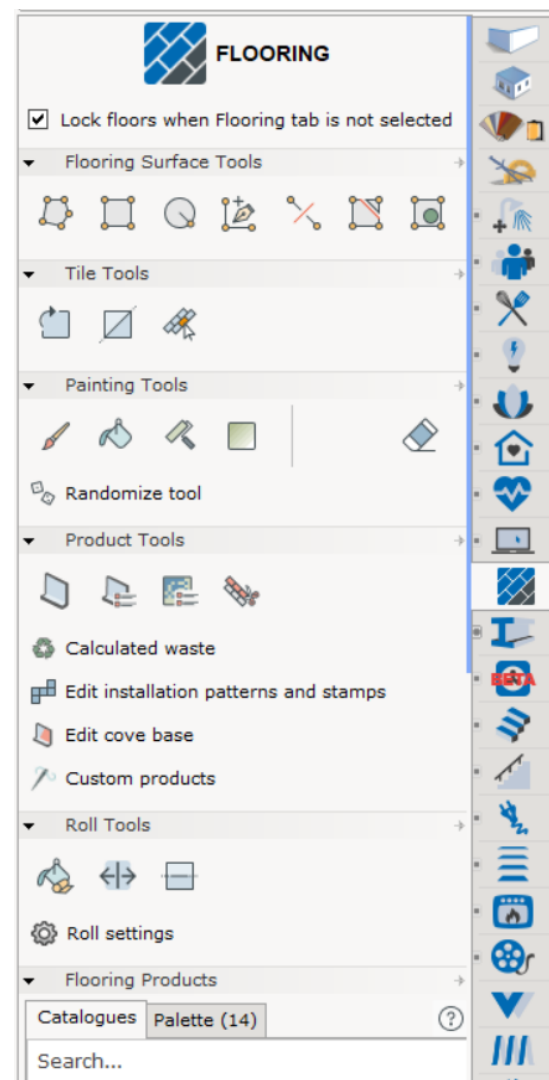 FLOORING
Lock floors when Flooring tab is not selected
Flooring Surface Tools
Tile Tools
Painting Tools
Randomize tool
Product Tools
Calculated waste
Edit installation patterns and stamps
Edit cove base
Custom products
Roll Tools
Roll settings
Flooring Products
Catalogues Palette (14) ?
Search...
BETA